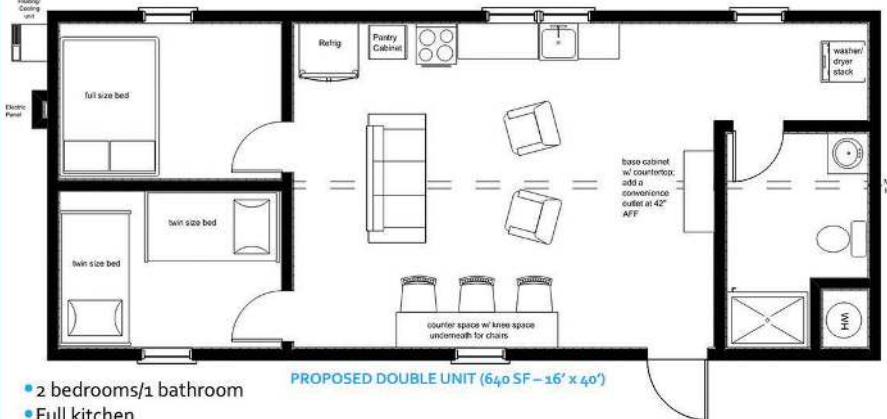 Heating/
Cooling
unit
Electric
Panel
full size bed
twin size bed
twin size bed
Refrig
Pantry
Cabinet
washer/
dryer
stack
base cabinet
w/ countertop;
add a
convenience
outlet at 42"
AFF
counter space w/ knee space
underneath for chairs
WH
PROPOSED DOUBLE UNIT (640 SF – 16' x 40')
• 2 bedrooms/1 bathroom
• Full kitchen